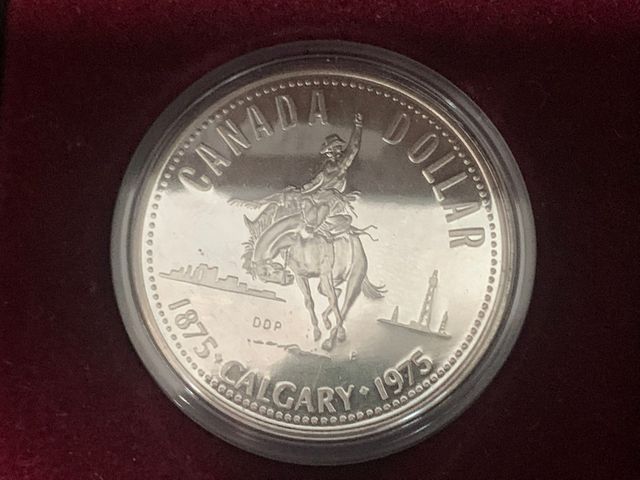 CANADA DOLLAR
DDP
1875 · CALGARY · 1975